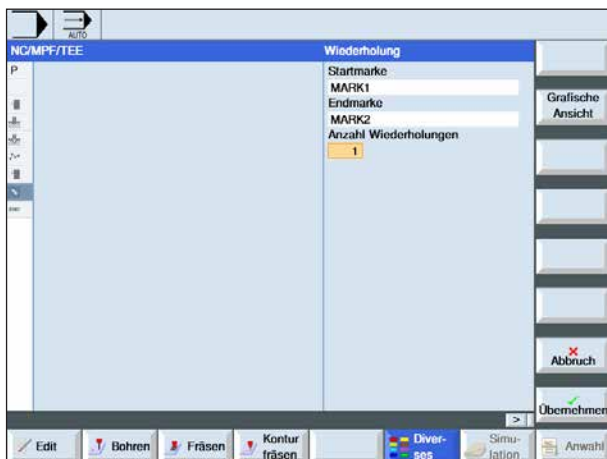 AUTO
NC/MPF/TEE
Wiederholung
P
Startmarke
MARK1
Endmarke
MARK2
Anzahl Wiederholungen
1
Grafische
Ansicht
Abbruch
Übernehmen
>
Edit
Bohren
Fräsen
Kontur
fräsen
Diver-
ses
Simu-
lation
Anwahl